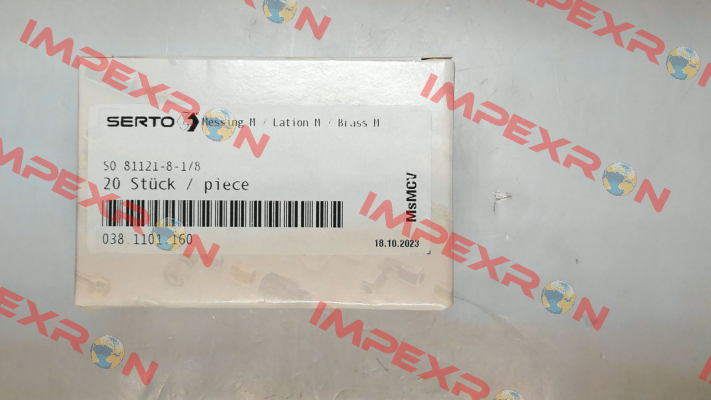 SERTO Messing M / Laiton M / Brass M
SO 81121-8-1/8
20 Stück / piece
038.1101.160
18.10.2023
MsMCV
IMPEXRON
IMPEXRON
IMPEXRON
IMPEXRON
IMPEXRON
IMPEXRON
IMPEXRON